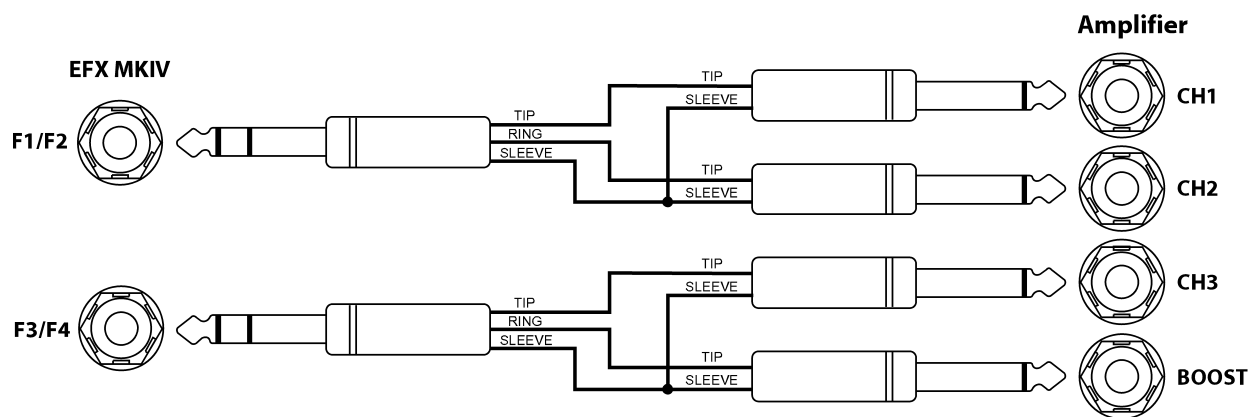 Amplifier
EFX MKIV
F1/F2
TIP
RING
SLEEVE
TIP
SLEEVE
CH1
TIP
SLEEVE
CH2
F3/F4
TIP
RING
SLEEVE
TIP
SLEEVE
CH3
TIP
SLEEVE
BOOST